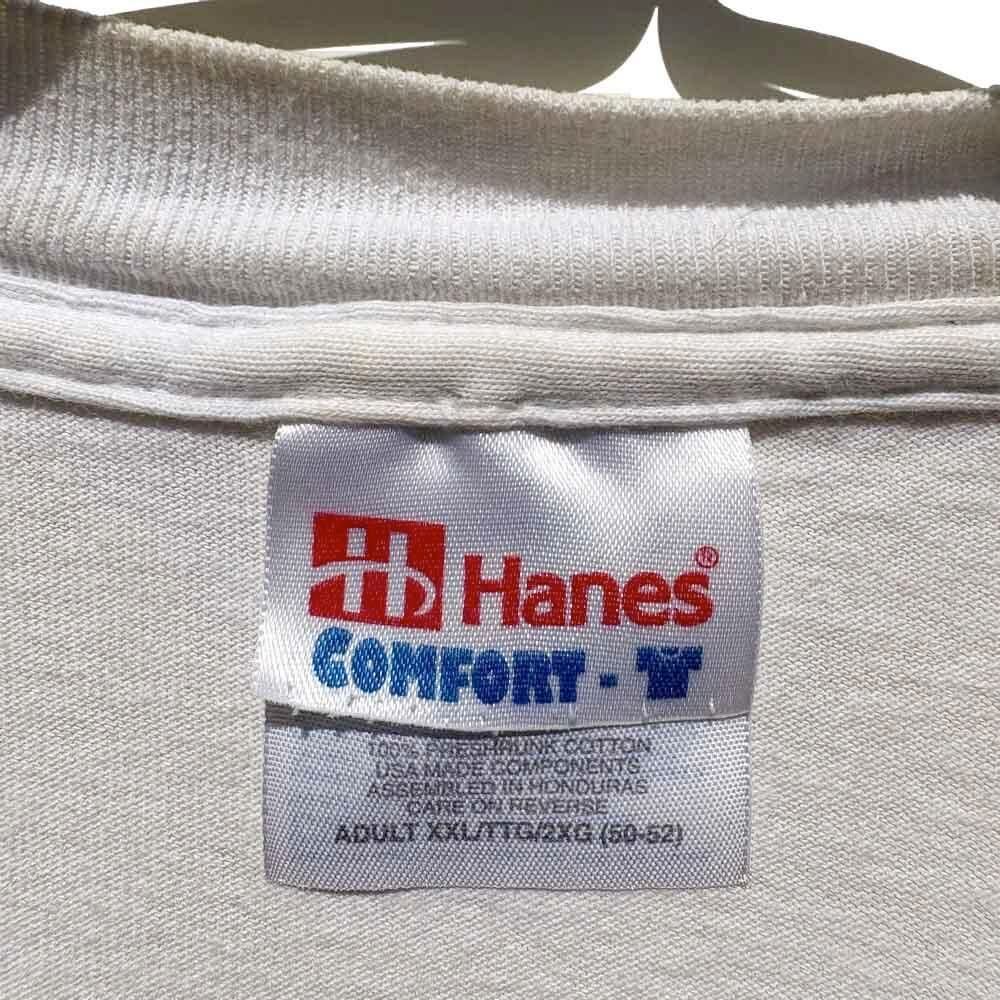 H Hanes®
COMFORT - T
100% PRESHRUNK COTTON
USA MADE COMPONENTS
ASSEMBLED IN HONDURAS
CARE ON REVERSE
ADULT XXL/TTG/2XG (50-52)